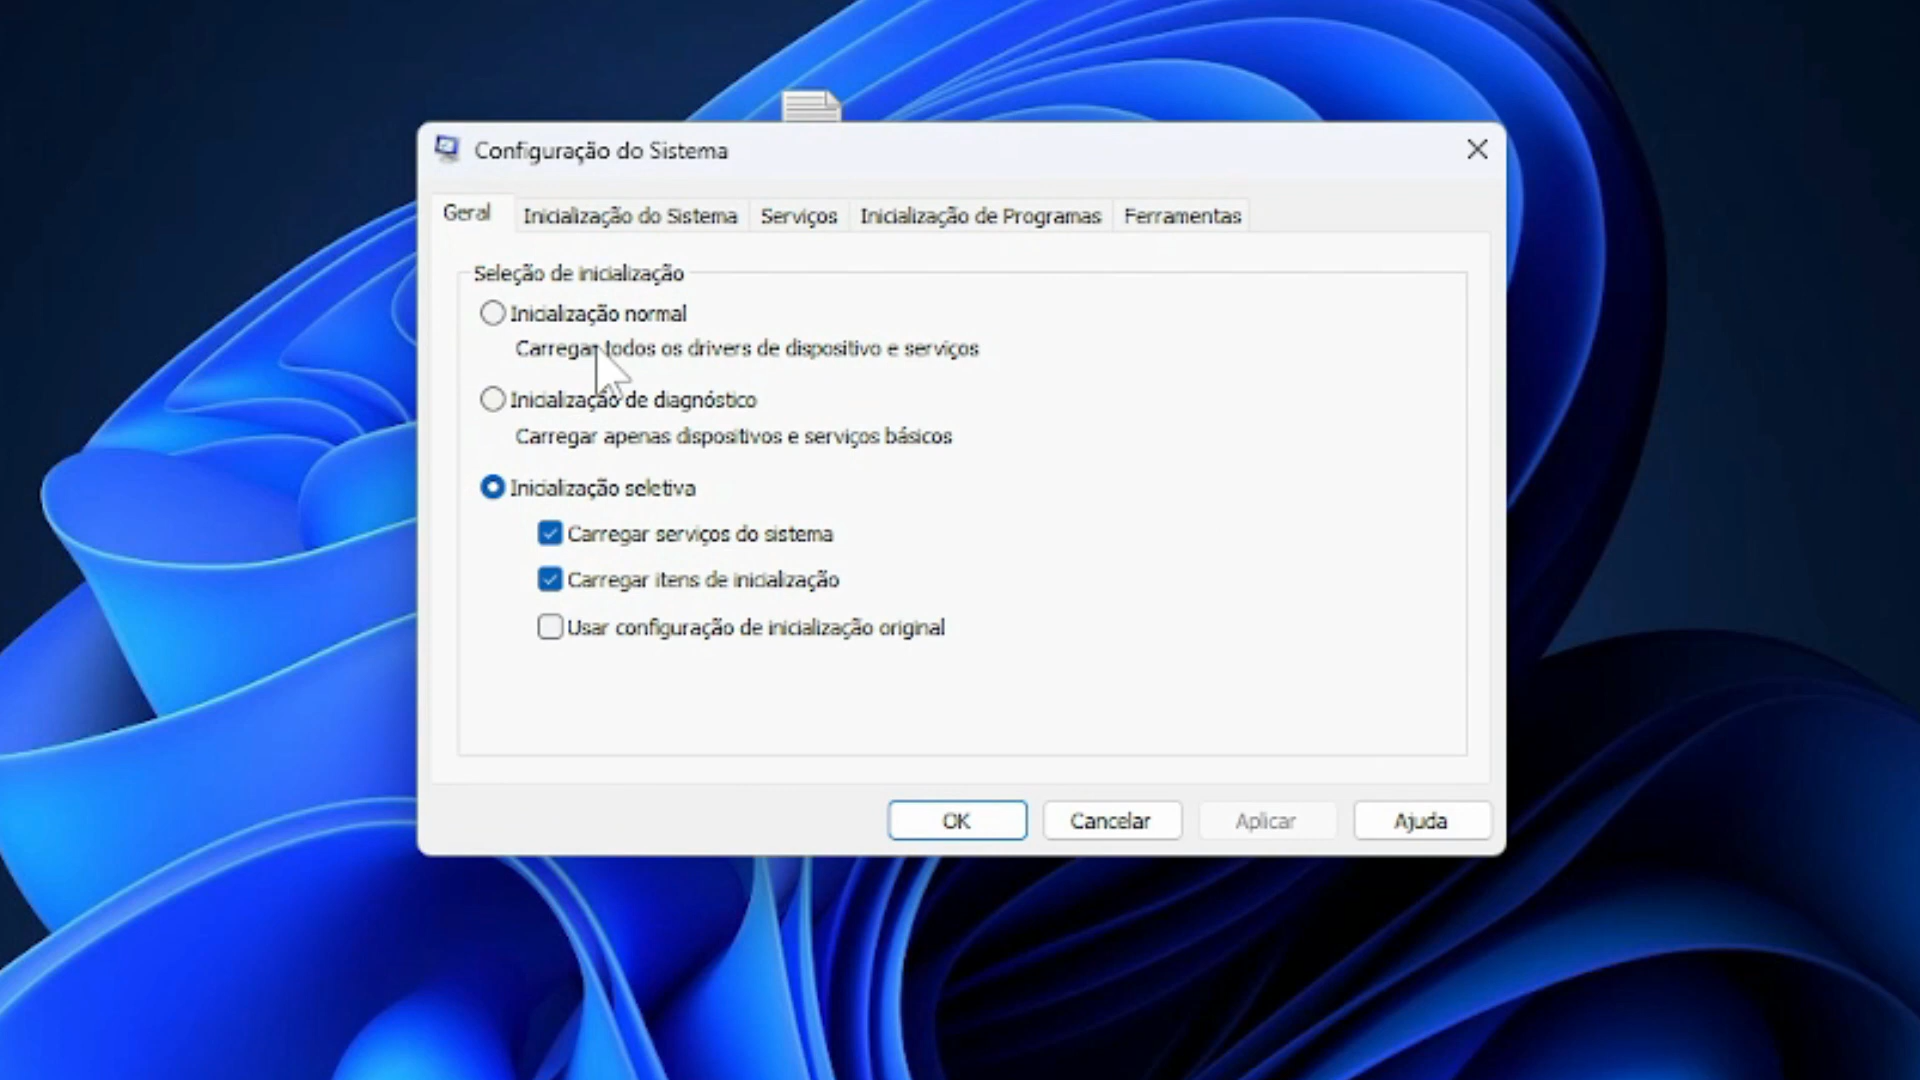 Configuração do Sistema
Geral
Inicialização do Sistema
Serviços
Inicialização de Programas
Ferramentas
Seleção de inicialização
Inicialização normal
Carregar todos os drivers de dispositivo e serviços
Inicialização de diagnóstico
Carregar apenas dispositivos e serviços básicos
Inicialização seletiva
Carregar serviços do sistema
Carregar itens de inicialização
Usar configuração de inicialização original
OK
Cancelar
Aplicar
Ajuda